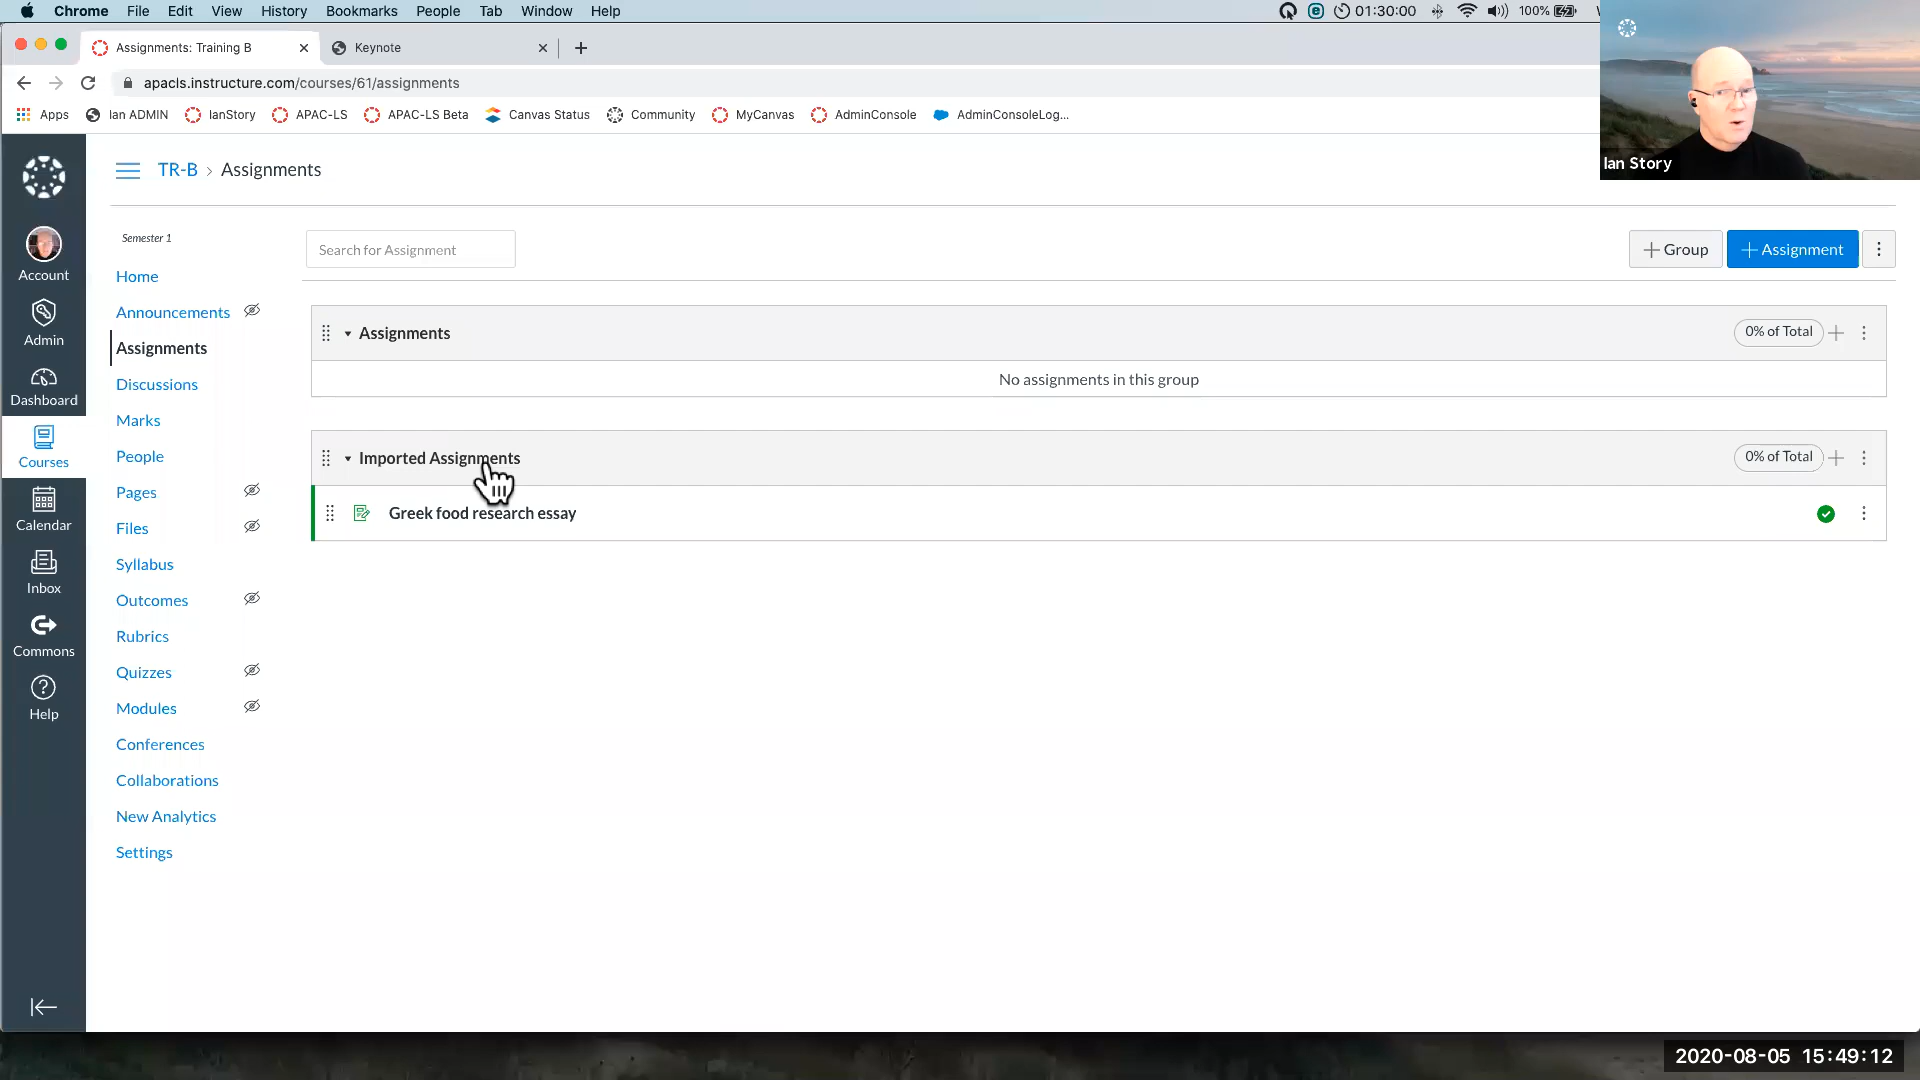 Chrome File Edit View History Bookmarks People Tab Window Help 01:30:00 100%
Assignments: Training B Keynote
apacls.instructure.com/courses/61/assignments
Apps Ian ADMIN IanStory APAC-LS APAC-LS Beta Canvas Status Community MyCanvas AdminConsole AdminConsoleLog...
Ian Story
TR-B > Assignments
Account
Admin
Dashboard
Courses
Calendar
Inbox
Commons
Help
Semester 1
Home
Announcements
Assignments
Discussions
Marks
People
Pages
Files
Syllabus
Outcomes
Rubrics
Quizzes
Modules
Conferences
Collaborations
New Analytics
Settings
Search for Assignment
+ Group + Assignment
Assignments 0% of Total
No assignments in this group
Imported Assignments 0% of Total
Greek food research essay
2020-08-05 15:49:12